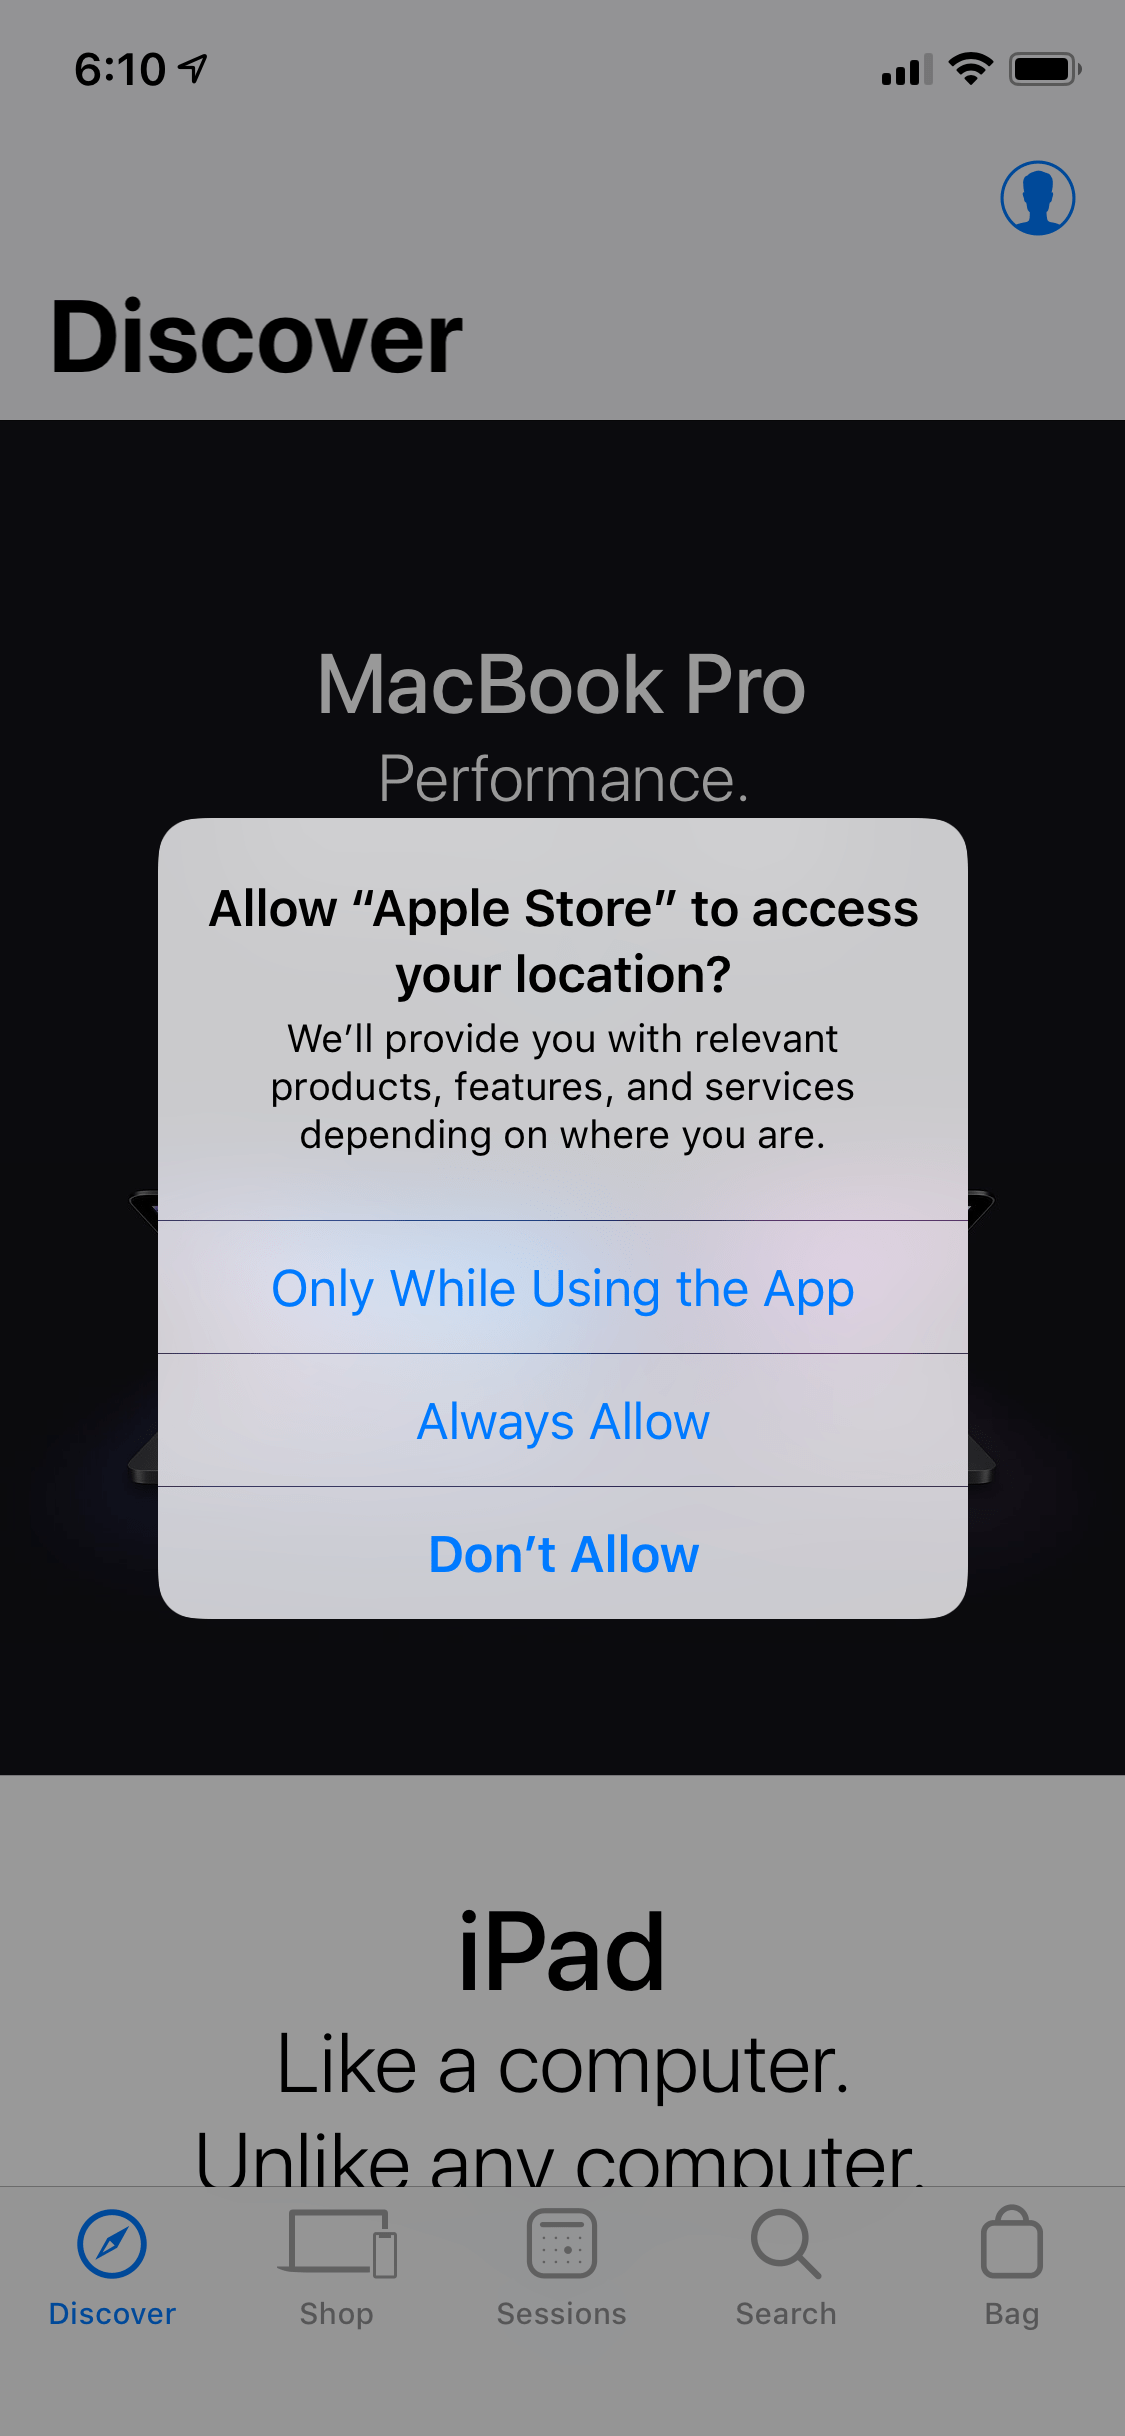 6:10
Discover
MacBook Pro
Performance.
Allow “Apple Store” to access
your location?
We’ll provide you with relevant
products, features, and services
depending on where you are.
Only While Using the App
Always Allow
Don’t Allow
iPad
Like a computer.
Unlike any computer.
Discover
Shop
Sessions
Search
Bag